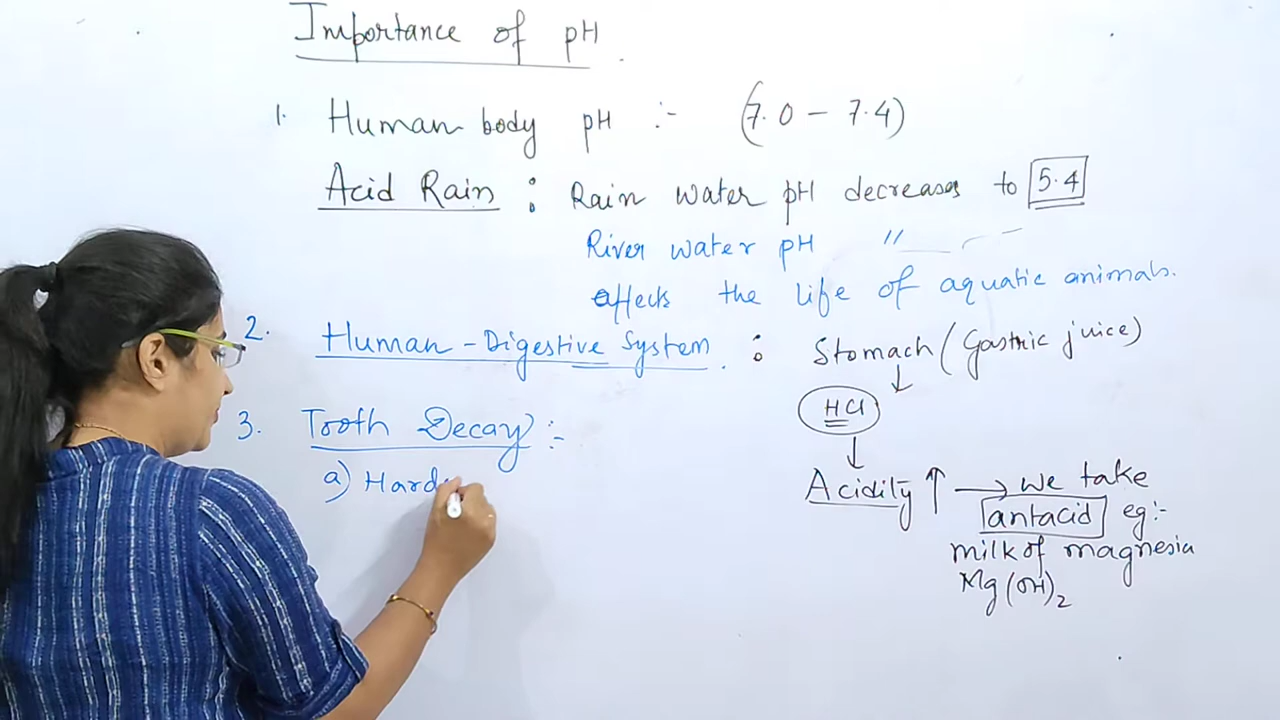 Importance of pH
1. Human body pH :- (7.0 - 7.4)
Acid Rain : Rain water pH decreases to 5.4
River water pH "
affects the life of aquatic animals.
2. Human-Digestive System : Stomach (Gastric juice)
HCl
3. Tooth Decay :-
a) Hard
Acidity ↑ → we take
antacid eg:-
milk of magnesia
Mg(OH)₂